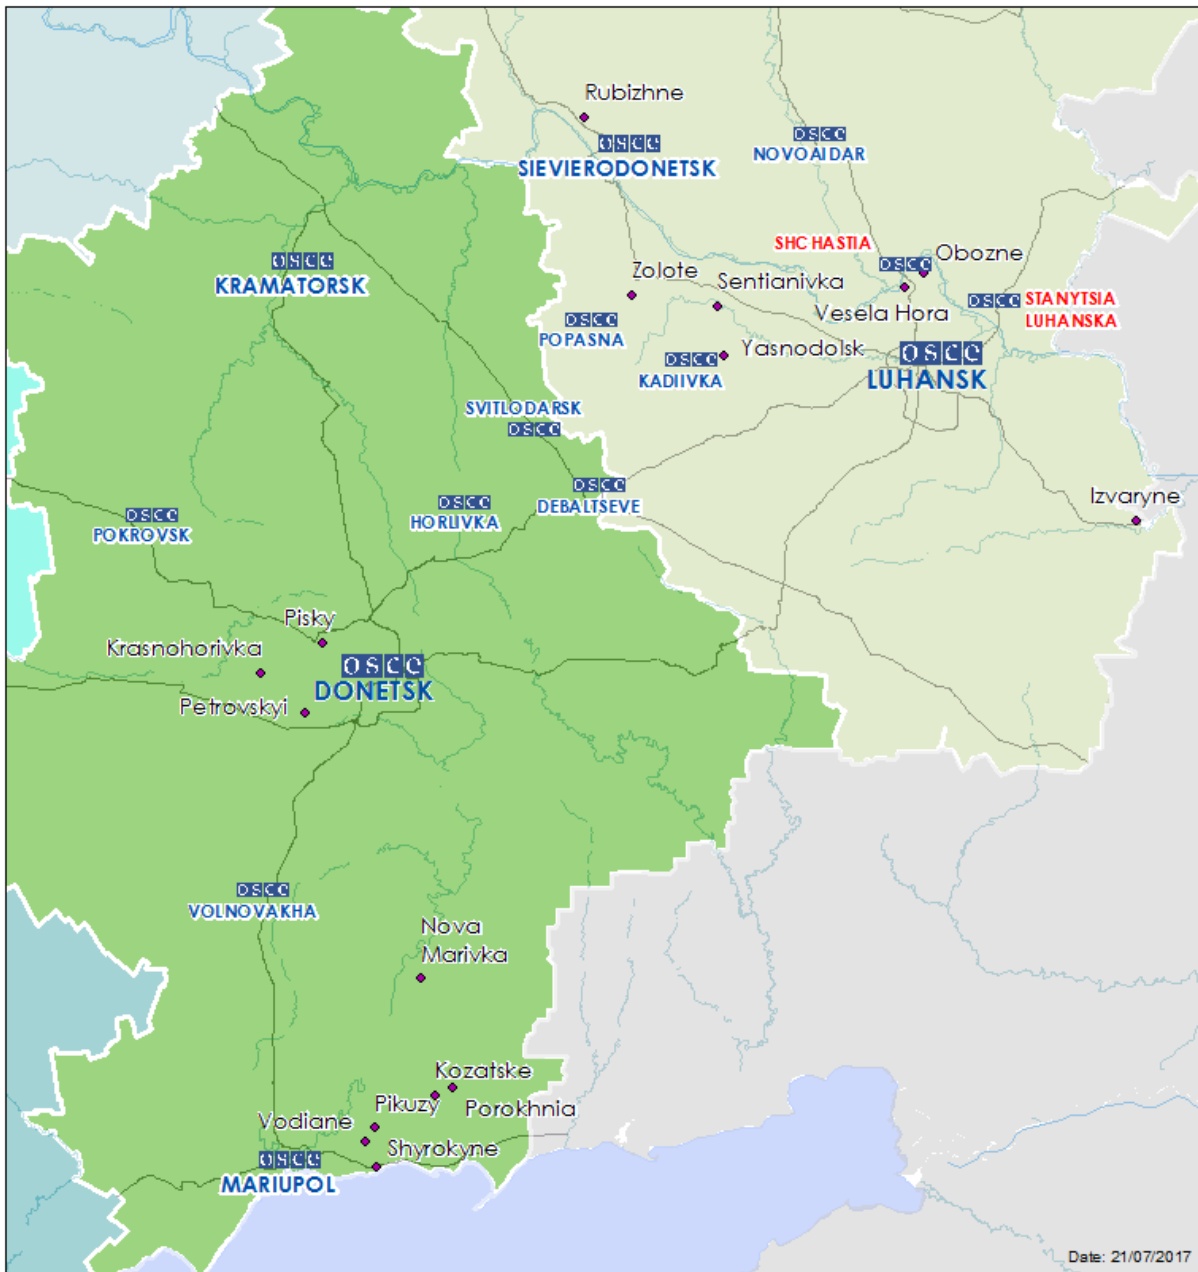 Rubizhne
OSCE
SIEVIERODONETSK
OSCE
NOVOAIDAR
SHCHASTIA
OSCE
Obozne
OSCE
KRAMATORSK
Zolote
Sentianivka
Vesela Hora
OSCE
STANYTSIA
LUHANSKA
OSCE
POPASNA
Yasnodolsk
OSCE
KADIIVKA
OSCE
LUHANSK
SVITLODARSK
OSCE
OSCE
DEBALTSEVE
OSCE
HORLIVKA
OSCE
POKROVSK
Izvaryne
Pisky
Krasnohorivka
OSCE
DONETSK
Petrovskyi
OSCE
VOLNOVAKHA
Nova
Marivka
Kozatske
Pikuzy
Porokhnia
Vodiane
Shyrokyne
OSCE
MARIUPOL
Date: 21/07/2017